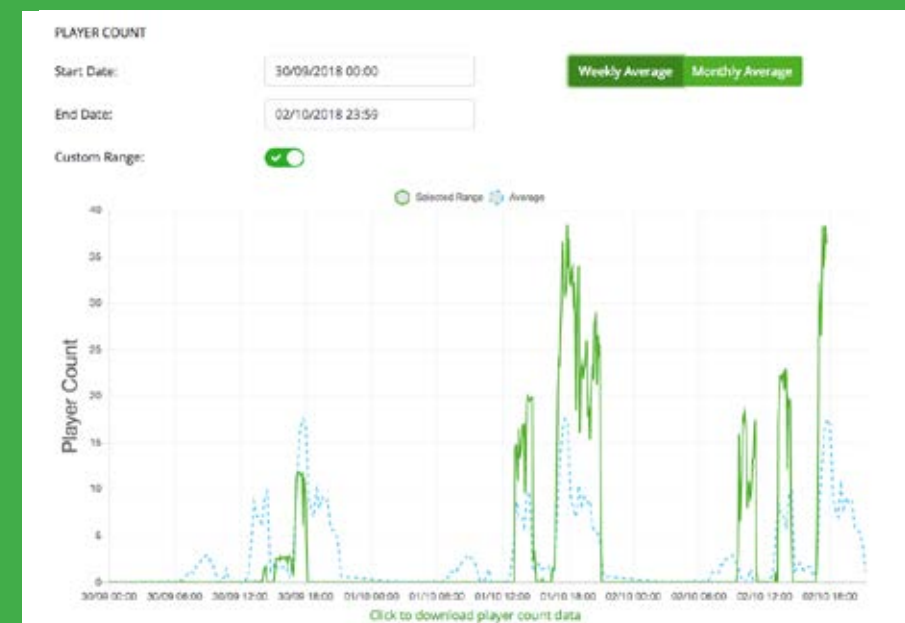 PLAYER COUNT
Start Date: 30/09/2018 00:00 Weekly Average Monthly Average
End Date: 02/10/2018 23:59
Custom Range:
Selected Range Average
40
35
30
25
20
15
10
5
0
Player Count
30/09 00:00 30/09 06:00 30/09 12:00 30/09 18:00 01/10 00:00 01/10 06:00 01/10 12:00 01/10 18:00 02/10 00:00 02/10 06:00 02/10 12:00 02/10 18:00
Click to download player count data